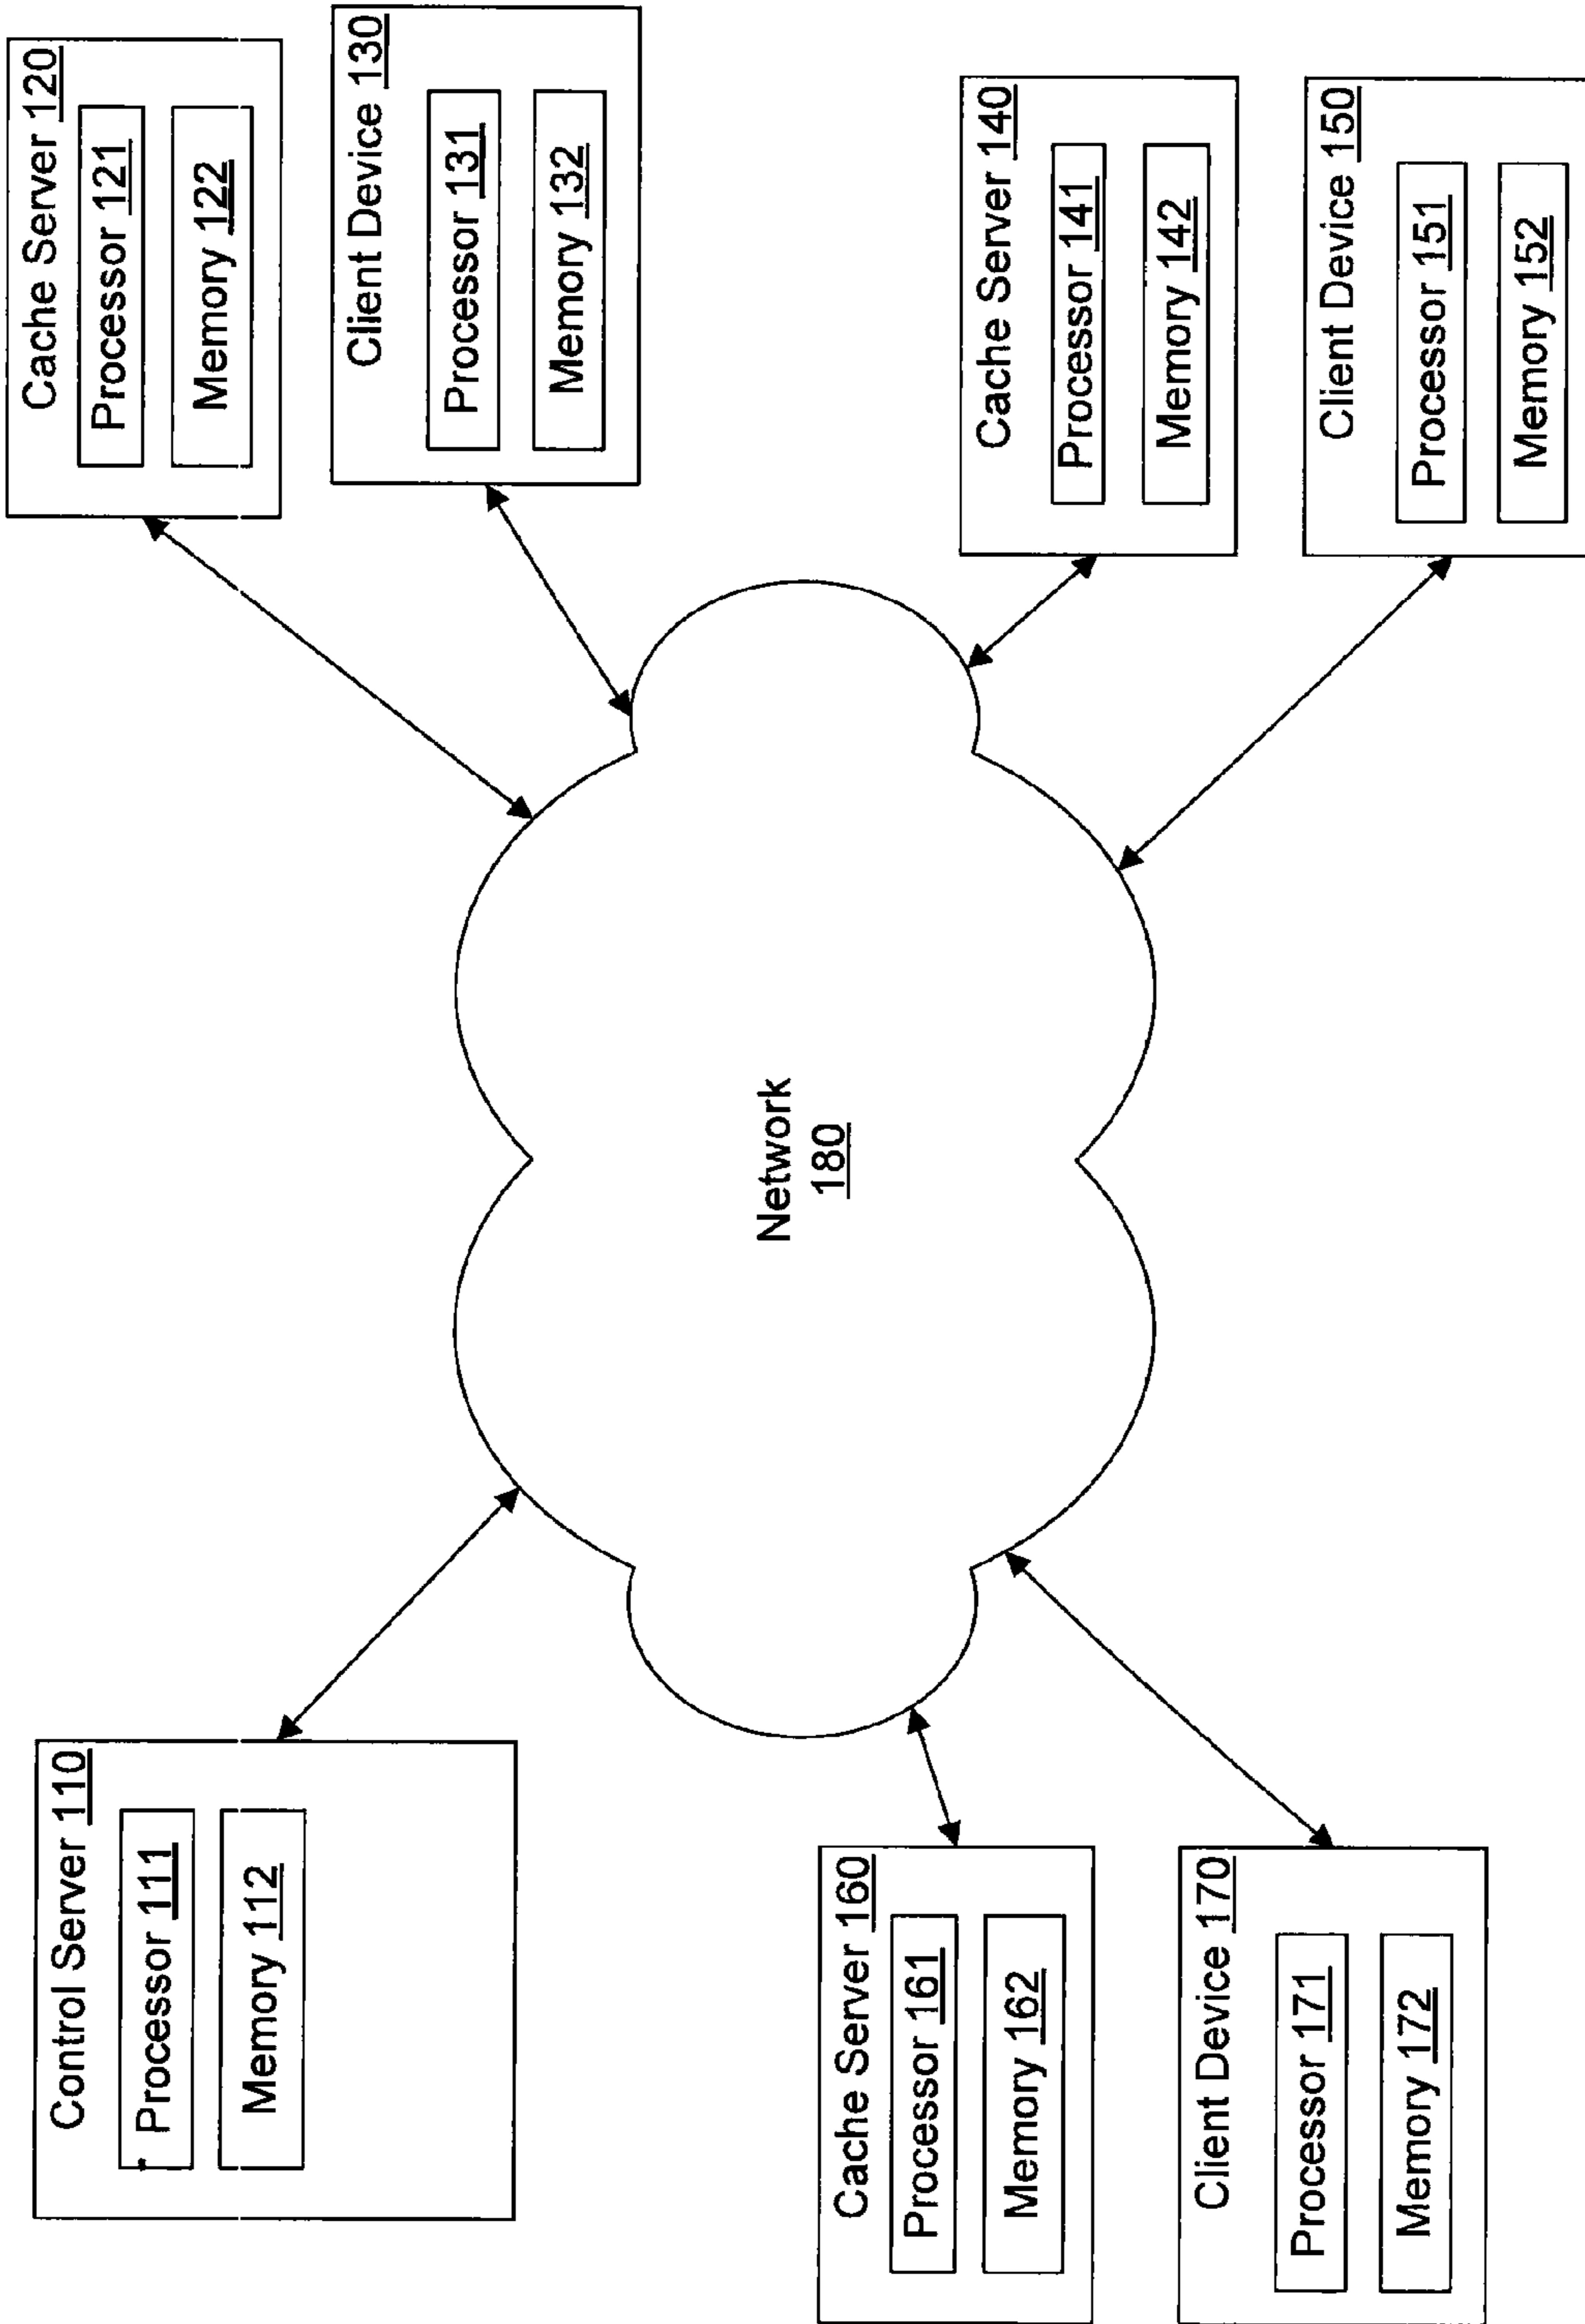 Control Server 110
Processor 111
Memory 112
Cache Server 120
Processor 121
Memory 122
Client Device 130
Processor 131
Memory 132
Network
180
Cache Server 140
Processor 141
Memory 142
Client Device 150
Processor 151
Memory 152
Cache Server 160
Processor 161
Memory 162
Client Device 170
Processor 171
Memory 172